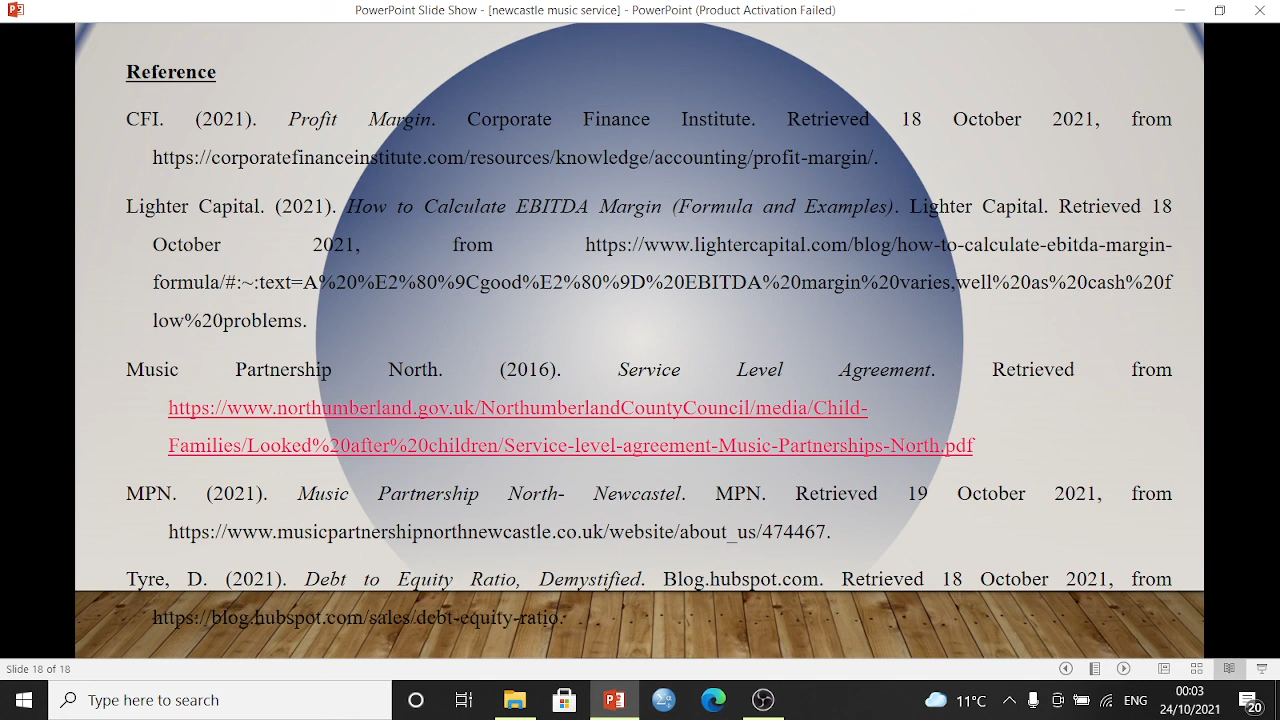 PowerPoint Slide Show - [newcastle music service] - PowerPoint (Product Activation Failed)
Reference
CFI. (2021). Profit Margin. Corporate Finance Institute. Retrieved 18 October 2021, from
https://corporatefinanceinstitute.com/resources/knowledge/accounting/profit-margin/.
Lighter Capital. (2021). How to Calculate EBITDA Margin (Formula and Examples). Lighter Capital. Retrieved 18
October 2021, from https://www.lightercapital.com/blog/how-to-calculate-ebitda-margin-
formula/#:~:text=A%20%E2%80%9Cgood%E2%80%9D%20EBITDA%20margin%20varies,well%20as%20cash%20f
low%20problems.
Music Partnership North. (2016). Service Level Agreement. Retrieved from
https://www.northumberland.gov.uk/NorthumberlandCountyCouncil/media/Child-
Families/Looked%20after%20children/Service-level-agreement-Music-Partnerships-North.pdf
MPN. (2021). Music Partnership North- Newcastel. MPN. Retrieved 19 October 2021, from
https://www.musicpartnershipnorthnewcastle.co.uk/website/about_us/474467.
Tyre, D. (2021). Debt to Equity Ratio, Demystified. Blog.hubspot.com. Retrieved 18 October 2021, from
https://blog.hubspot.com/sales/debt-equity-ratio.
Slide 18 of 18
Type here to search
11°C
ENG
00:03
24/10/2021
20